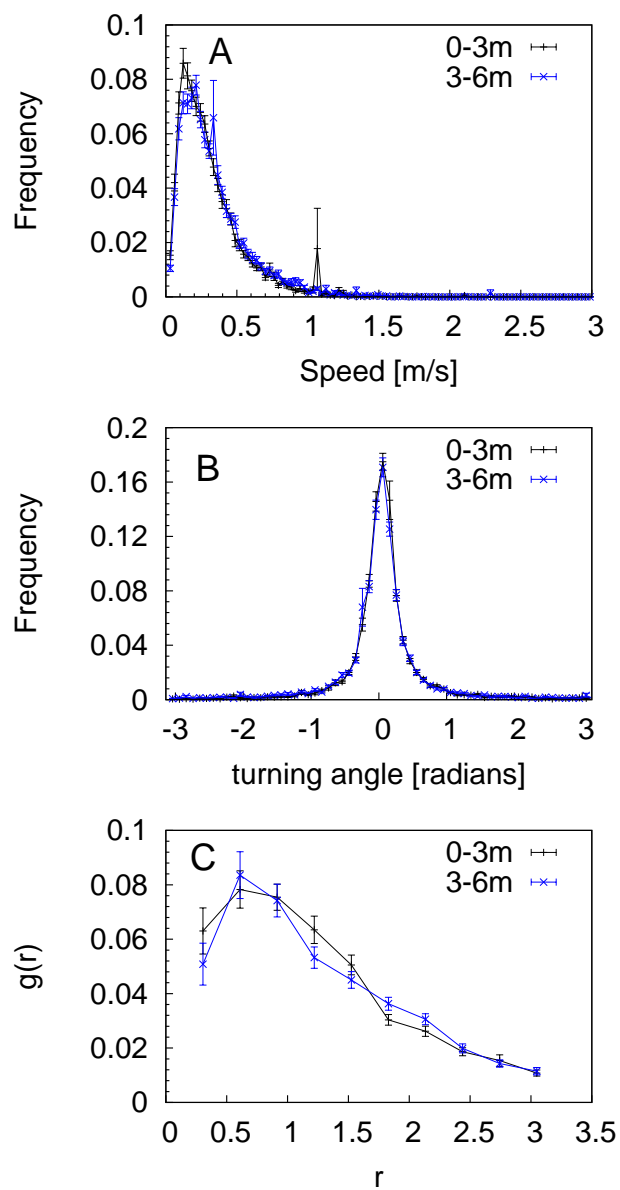 0.1
A
0-3m
3-6m
0.08
0.06
Frequency
0.04
0.02
0
0 0.5 1 1.5 2 2.5 3
Speed [m/s]
0.2
B
0-3m
3-6m
0.16
0.12
Frequency
0.08
0.04
0
-3 -2 -1 0 1 2 3
turning angle [radians]
0.1
C
0-3m
3-6m
0.08
0.06
g(r)
0.04
0.02
0
0 0.5 1 1.5 2 2.5 3 3.5
r